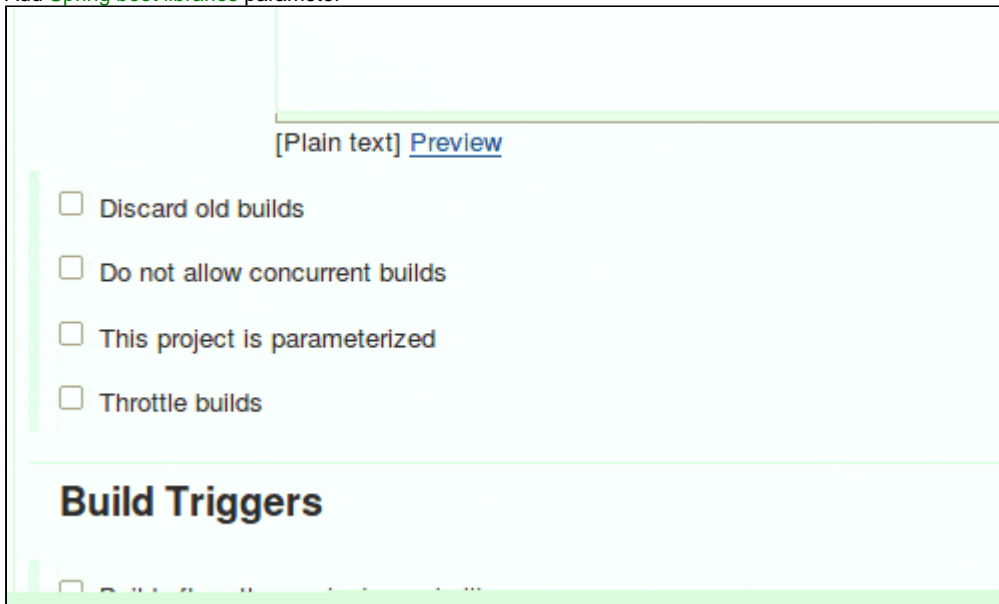 [Plain text] Preview
Discard old builds
Do not allow concurrent builds
This project is parameterized
Throttle builds
Build Triggers